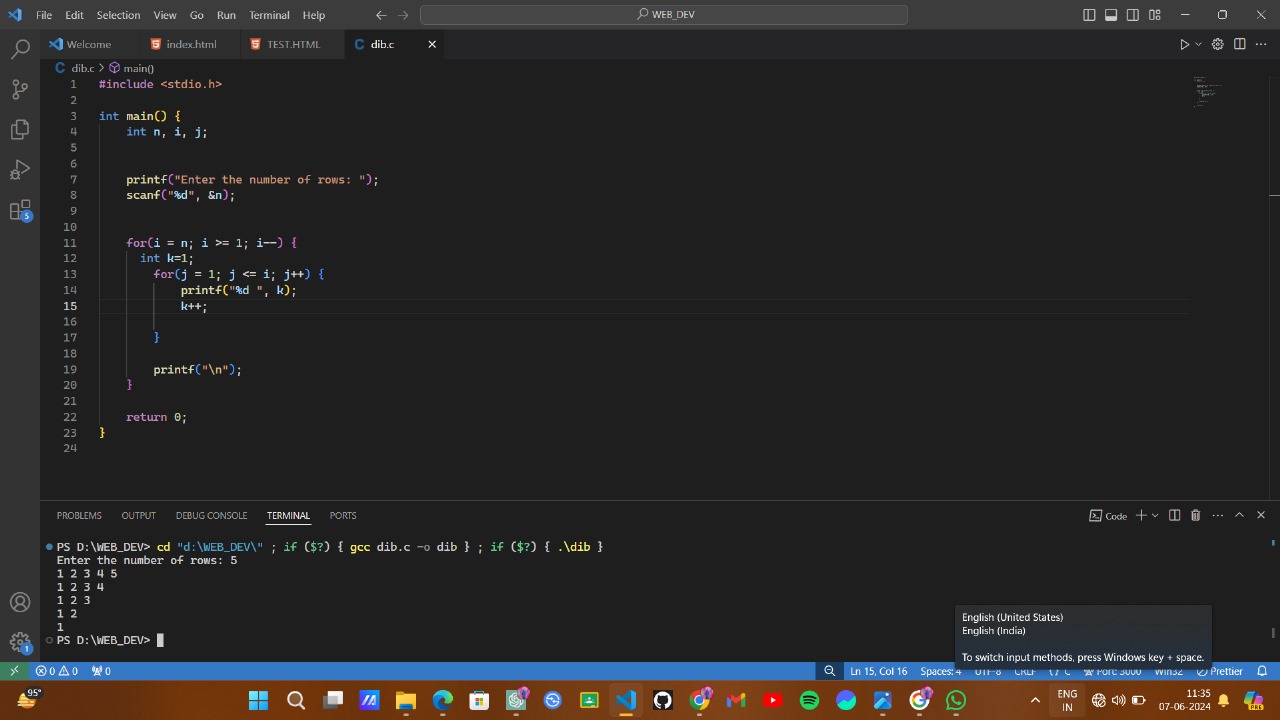 File Edit Selection View Go Run Terminal Help
WEB_DEV
Welcome index.html TEST.HTML dib.c
dib.c > main()
1 #include <stdio.h>
2
3 int main() {
4 int n, i, j;
5
6
7 printf("Enter the number of rows: ");
8 scanf("%d", &n);
9
10
11 for(i = n; i >= 1; i--) {
12 int k=1;
13 for(j = 1; j <= i; j++) {
14 printf("%d ", k);
15 k++;
16
17 }
18
19 printf("\n");
20 }
21
22 return 0;
23 }
24
5
PROBLEMS OUTPUT DEBUG CONSOLE TERMINAL PORTS
Code
PS D:\WEB_DEV> cd "d:\WEB_DEV\" ; if ($?) { gcc dib.c -o dib } ; if ($?) { .\dib }
Enter the number of rows: 5
1 2 3 4 5
1 2 3 4
1 2 3
1 2
1
PS D:\WEB_DEV>
English (United States)
English (India)
To switch input methods, press Windows key + space.
1
0 0 0
Ln 15, Col 16 Spaces: 4 UTF-8 CRLF {} C Port: 3000 Win32 Prettier
95°
ENG
IN
11:35
07-06-2024
PRE